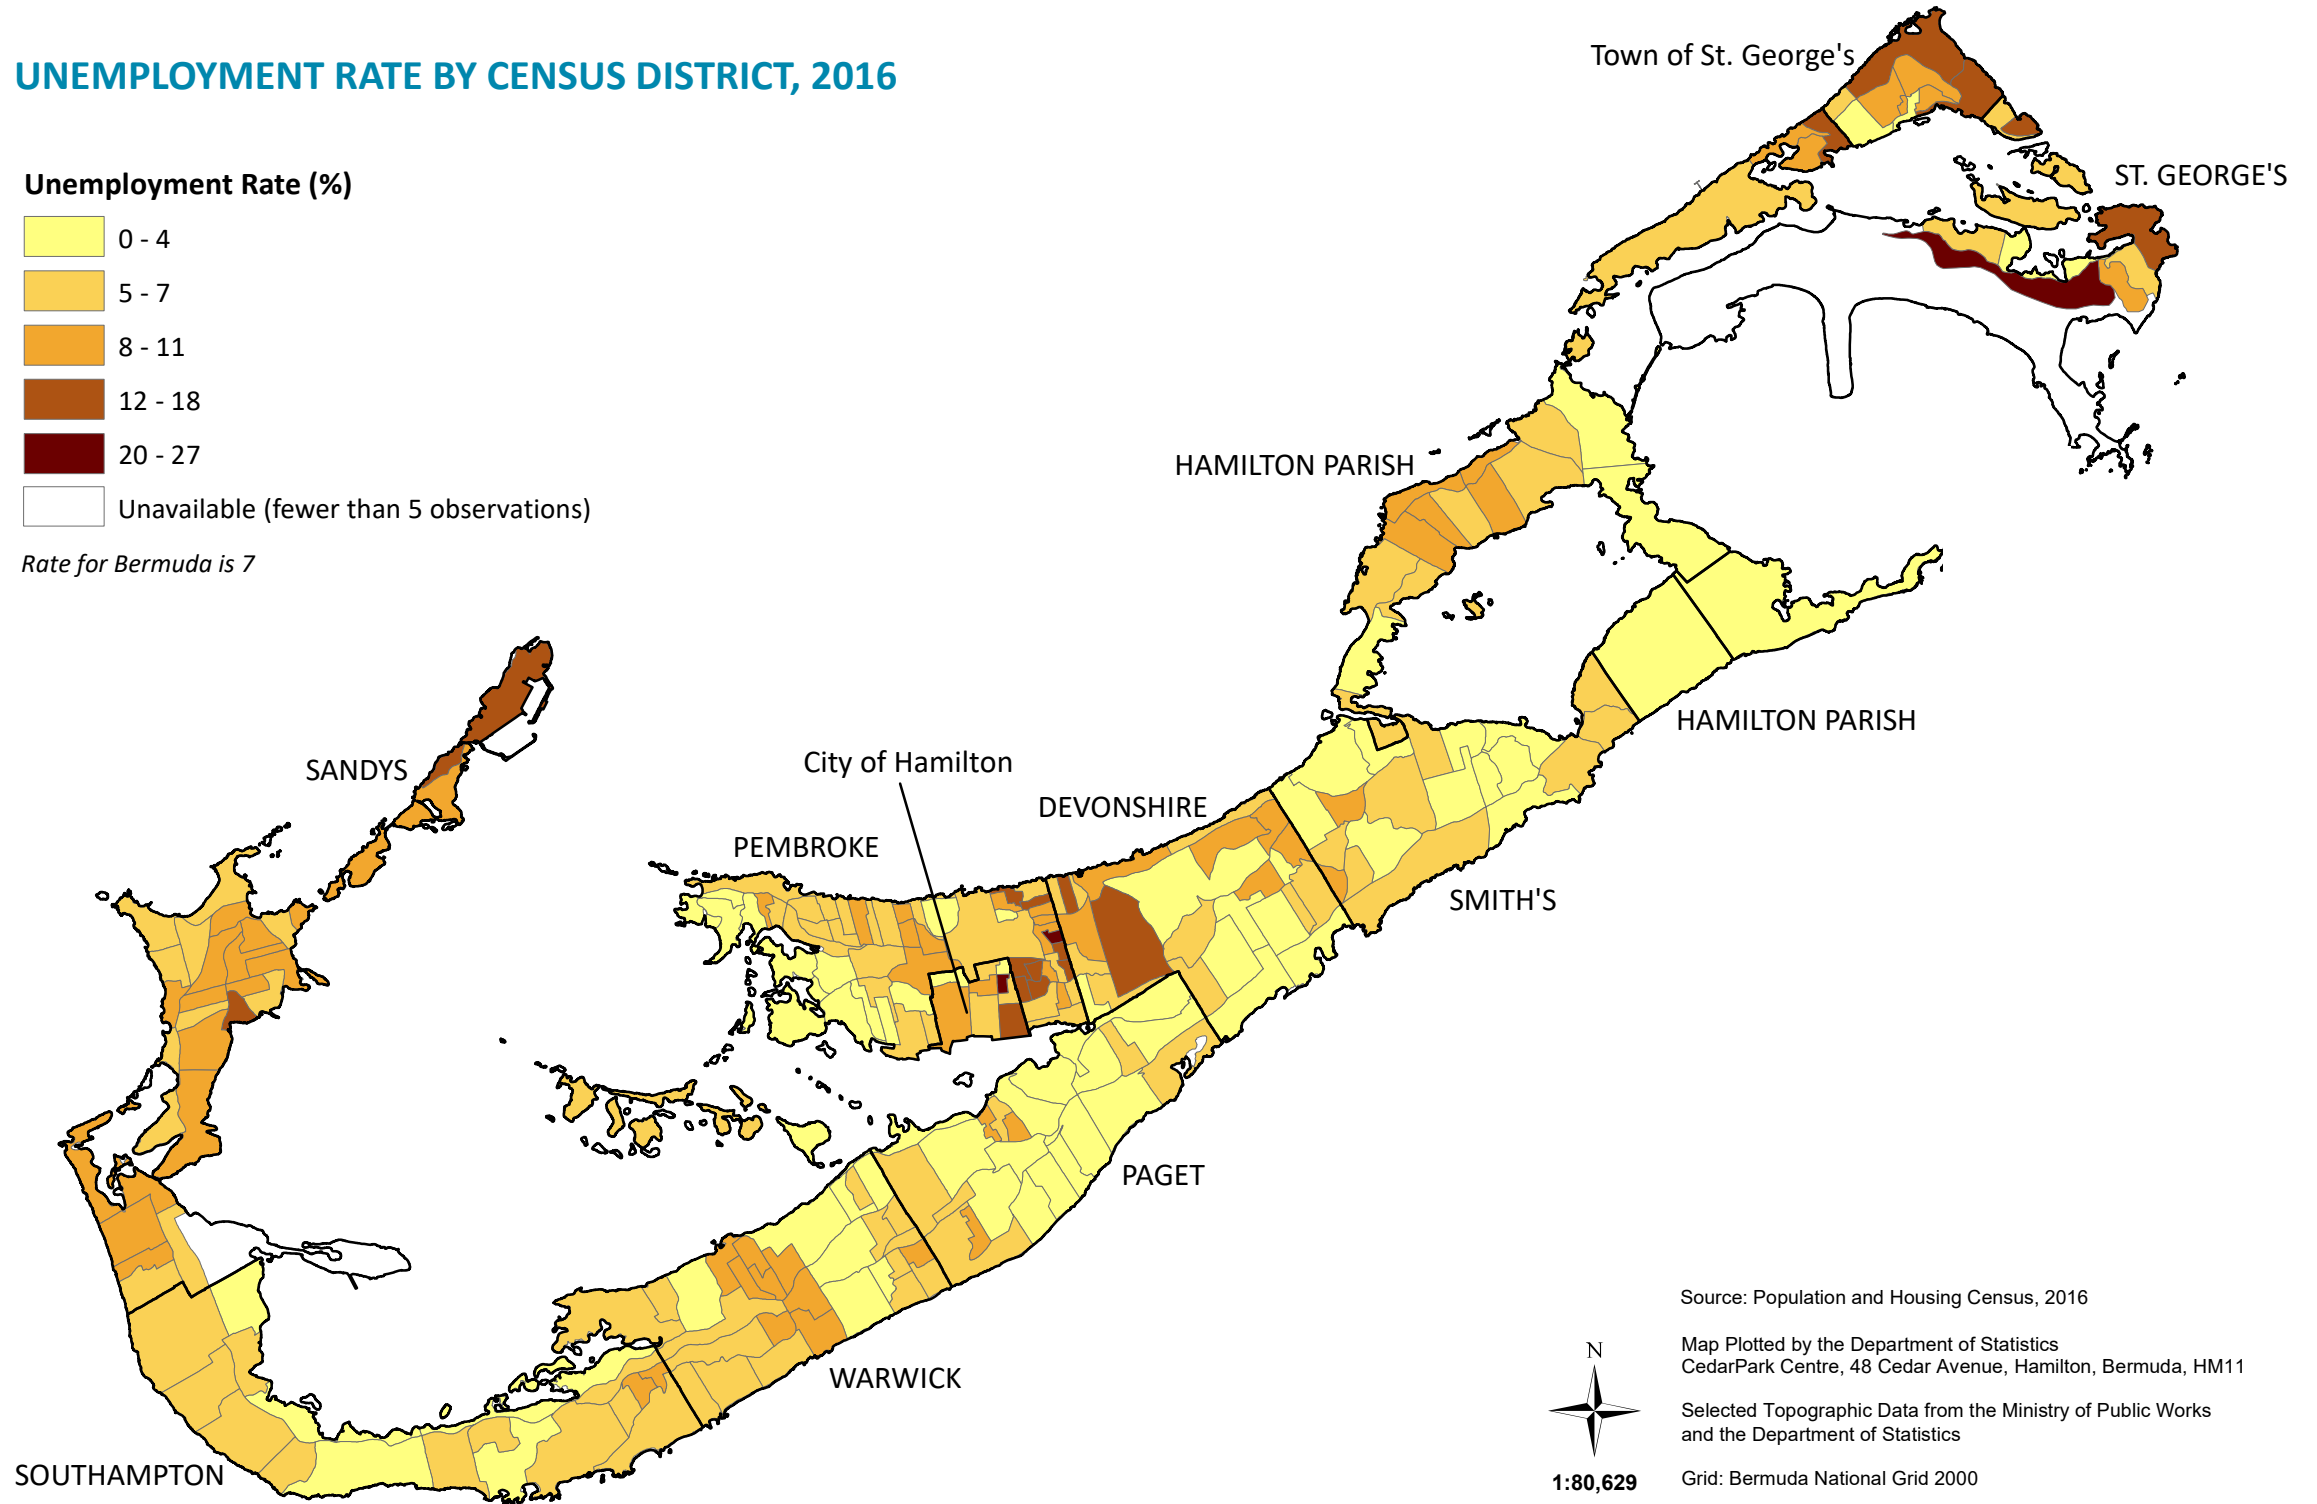 UNEMPLOYMENT RATE BY CENSUS DISTRICT, 2016
Unemployment Rate (%)
0 - 4
5 - 7
8 - 11
12 - 18
20 - 27
Unavailable (fewer than 5 observations)
Rate for Bermuda is 7
Town of St. George's
ST. GEORGE'S
HAMILTON PARISH
HAMILTON PARISH
SANDYS
City of Hamilton
DEVONSHIRE
PEMBROKE
SMITH'S
PAGET
WARWICK
SOUTHAMPTON
Source: Population and Housing Census, 2016
Map Plotted by the Department of Statistics
CedarPark Centre, 48 Cedar Avenue, Hamilton, Bermuda, HM11
Selected Topographic Data from the Ministry of Public Works
and the Department of Statistics
Grid: Bermuda National Grid 2000
N
1:80,629